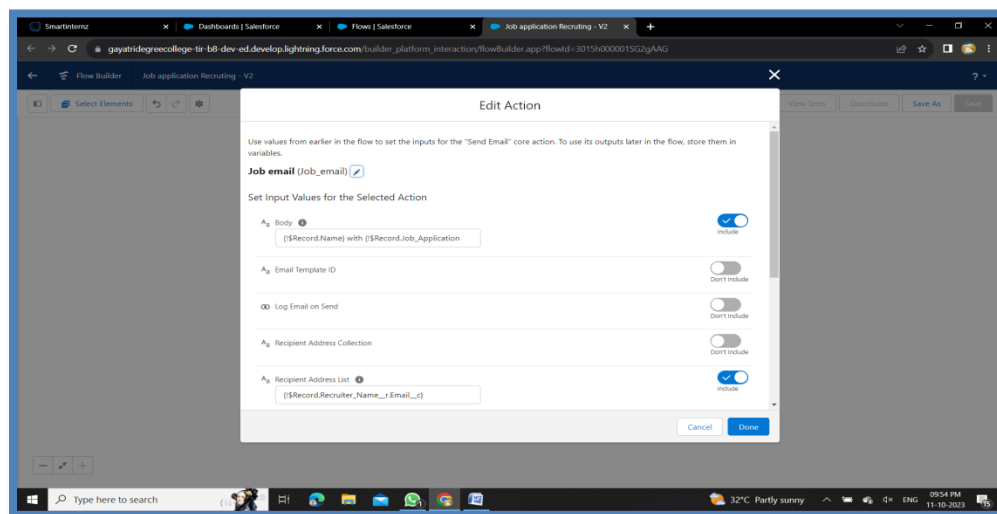 Smartinternz
Dashboards | Salesforce
Flows | Salesforce
Job application Recruting - V2
gayatridegreecollege-tir-b8-dev-ed.develop.lightning.force.com/builder_platform_interaction/flowBuilder.app?flowId=3015h000001SG2gAAG
Flow Builder
Job application Recruting - V2
Select Elements
View Tests
Deactivate
Save As
Save
Edit Action
Use values from earlier in the flow to set the inputs for the "Send Email" core action. To use its outputs later in the flow, store them in
variables.
Job email (Job_email)
Set Input Values for the Selected Action
Aa Body
Include
{!$Record.Name} with {!$Record.Job_Application
Aa Email Template ID
Don't Include
Log Email on Send
Don't Include
Aa Recipient Address Collection
Don't Include
Aa Recipient Address List
Include
{!$Record.Recruiter_Name__r.Email__c}
Cancel
Done
Type here to search
32°C Partly sunny
ENG
09:54 PM
11-10-2023
15